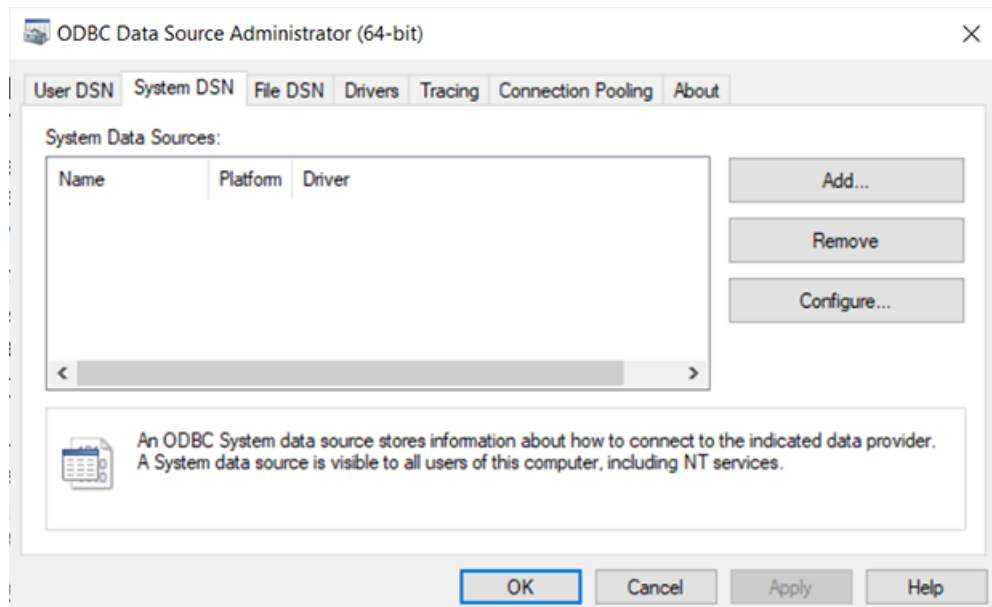 ODBC Data Source Administrator (64-bit)
User DSN System DSN File DSN Drivers Tracing Connection Pooling About
System Data Sources:
Name Platform Driver
Add...
Remove
Configure...
An ODBC System data source stores information about how to connect to the indicated data provider.
A System data source is visible to all users of this computer, including NT services.
OK Cancel Apply Help